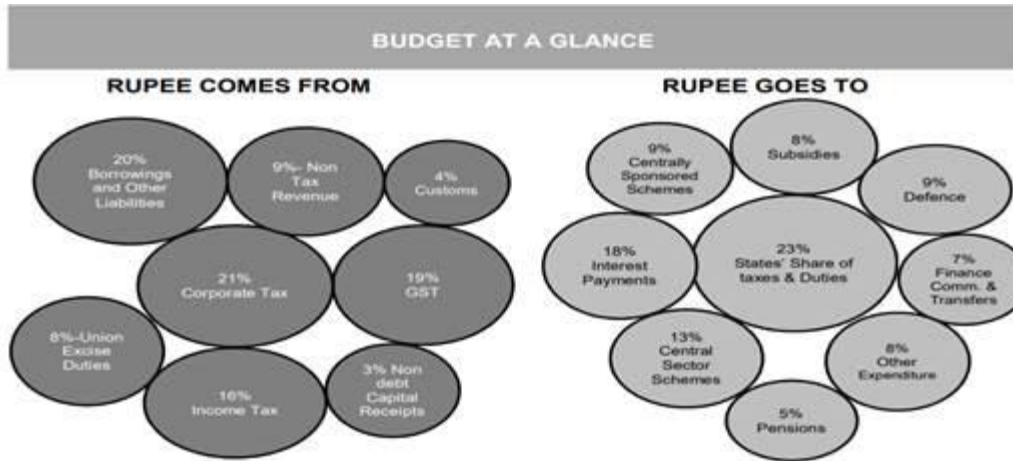 BUDGET AT A GLANCE
RUPEE COMES FROM
20%
Borrowings
and Other
Liabilities
9%- Non
Tax
Revenue
4%
Customs
21%
Corporate Tax
19%
GST
8%-Union
Excise
Duties
16%
Income Tax
3% Non
debt
Capital
Receipts
RUPEE GOES TO
9%
Centrally
Sponsored
Schemes
8%
Subsidies
9%
Defence
18%
Interest
Payments
23%
States' Share of
taxes & Duties
7%
Finance
Comm. &
Transfers
13%
Central
Sector
Schemes
8%
Other
Expenditure
5%
Pensions